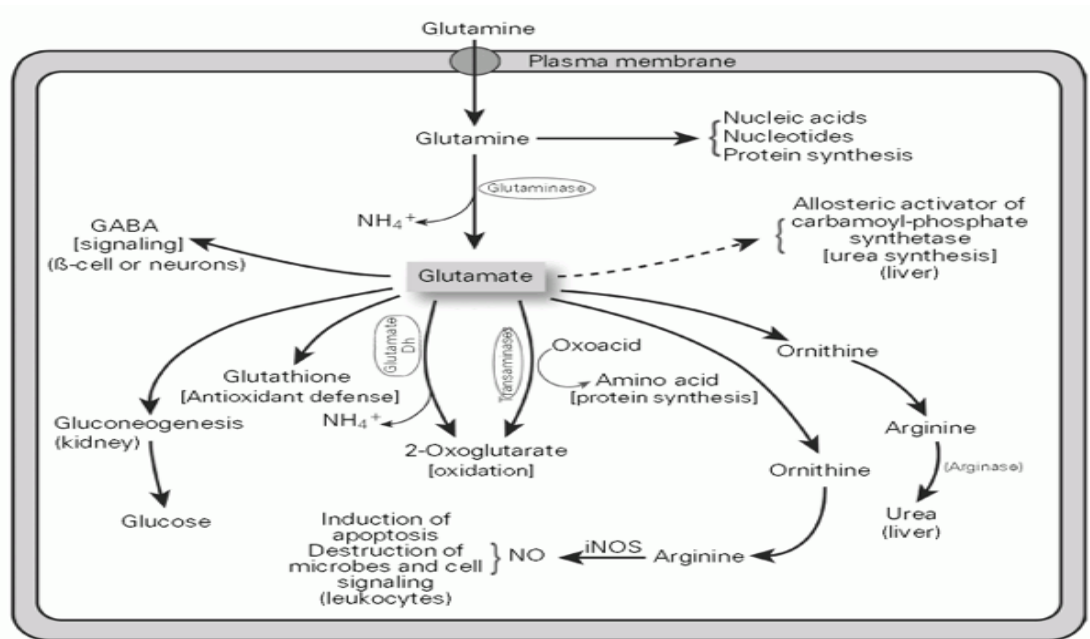 Glutamine
Plasma membrane
Glutamine
Nucleic acids
Nucleotides
Protein synthesis
Glutaminase
NH₄⁺
GABA
[signaling]
(ß-cell or neurons)
Allosteric activator of
carbamoyl-phosphate
synthetase
[urea synthesis]
(liver)
Glutamate
Glutamate
Dh
Transaminases
Oxoacid
Amino acid
[protein synthesis]
Ornithine
Glutathione
[Antioxidant defense]
NH₄⁺
Gluconeogenesis
(kidney)
2-Oxoglutarate
[oxidation]
Arginine
(Arginase)
Ornithine
Glucose
Urea
(liver)
Induction of
apoptosis
Destruction of
microbes and cell
signaling
(leukocytes)
NO
iNOS
Arginine